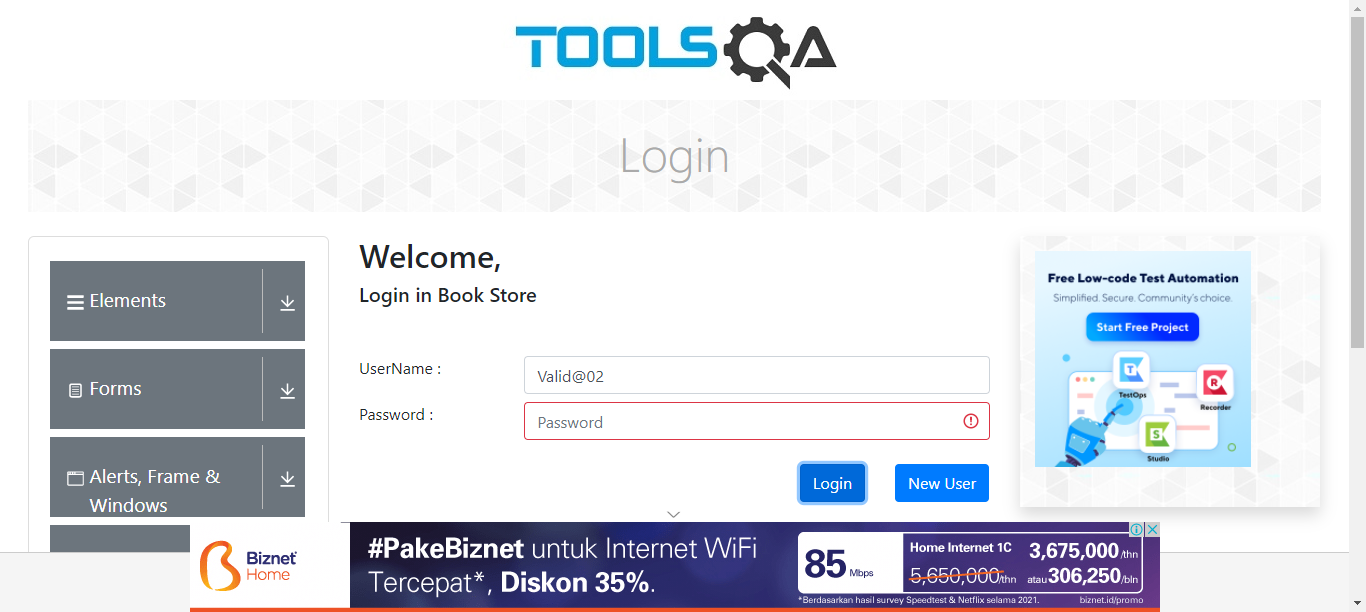 TOOLSQA
Login
Elements
Forms
Alerts, Frame &
Windows
Welcome,
Login in Book Store
UserName :
Valid@02
Password :
Password
Login
New User
Free Low-code Test Automation
Simplified. Secure. Community's choice.
Start Free Project
TestOps
Recorder
Studio
Biznet
Home
#PakeBiznet untuk Internet WiFi
Tercepat*, Diskon 35%.
85 Mbps
Home Internet 1C
5,650,000/thn
3,675,000/thn
atau 306,250/bln
*Berdasarkan hasil survey Speedtest & Netflix selama 2021.
biznet.id/promo